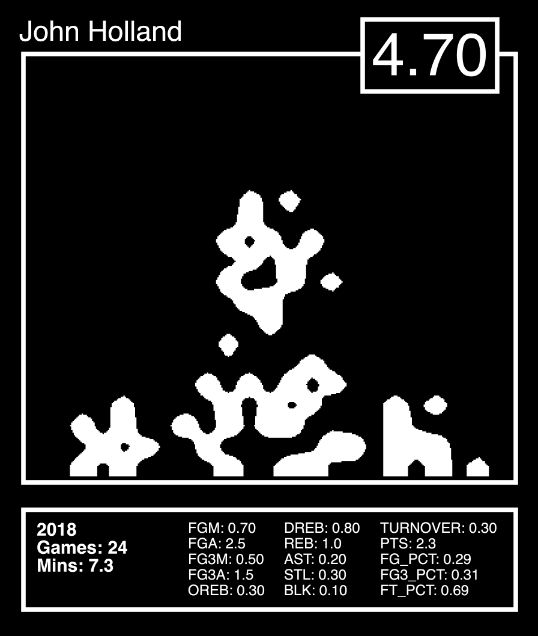 John Holland
4.70
2018
Games: 24
Mins: 7.3
FGM: 0.70
FGA: 2.5
FG3M: 0.50
FG3A: 1.5
OREB: 0.30
DREB: 0.80
REB: 1.0
AST: 0.20
STL: 0.30
BLK: 0.10
TURNOVER: 0.30
PTS: 2.3
FG_PCT: 0.29
FG3_PCT: 0.31
FT_PCT: 0.69